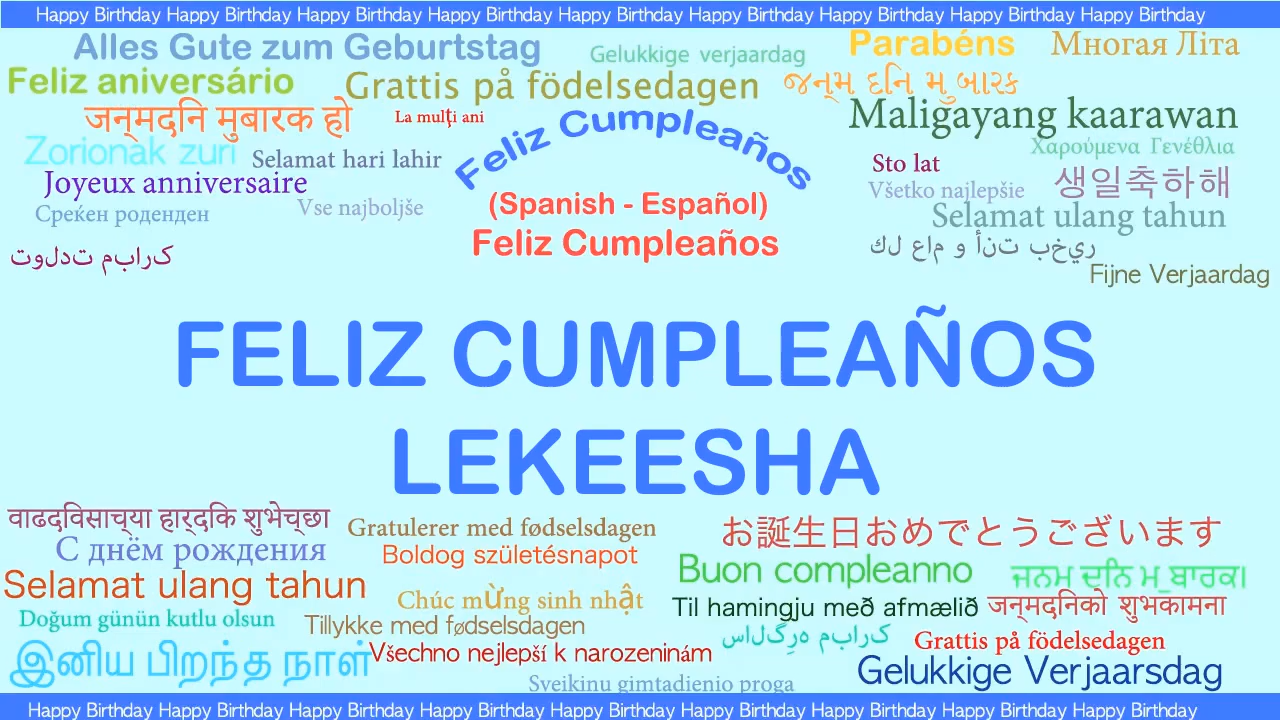 Happy Birthday Happy Birthday Happy Birthday Happy Birthday Happy Birthday Happy Birthday Happy Birthday Happy Birthday Happy Birthday
Alles Gute zum Geburtstag
Gelukkige verjaardag
Parabéns
Многая Літа
Feliz aniversário
Grattis på födelsedagen
જન્મ દિન મુબારક
जन्मदिन मुबारक हो
La mulţi ani
Feliz Cumpleaños
Maligayang kaarawan
Zorionak zuri
Selamat hari lahir
Sto lat
Χαρούμενα Γενέθλια
Joyeux anniversaire
Všetko najlepšie
생일축하해
Среќен роденден
Vse najboljše
(Spanish - Español)
Selamat ulang tahun
Feliz Cumpleaños
تولدت مبارک
كل عام و أنت بخير
Fijne Verjaardag
FELIZ CUMPLEAÑOS
LEKEESHA
वाढदिवसाच्या हार्दिक शुभेच्छा
Gratulerer med fødselsdagen
お誕生日おめでとうございます
С днём рождения
Boldog születésnapot
Buon compleanno
ਜਨਮ ਦਿਨ ਮੁਬਾਰਕ।
Selamat ulang tahun
Chúc mừng sinh nhật
Til hamingju með afmælið
जन्मदिनको शुभकामना
Doğum günün kutlu olsun
Tillykke med fødselsdagen
سالگرہ مبارک
Grattis på födelsedagen
இனிய பிறந்த நாள்
Všechno nejlepší k narozeninám
Gelukkige Verjaarsdag
Sveikinu gimtadienio proga
Happy Birthday Happy Birthday Happy Birthday Happy Birthday Happy Birthday Happy Birthday Happy Birthday Happy Birthday Happy Birthday